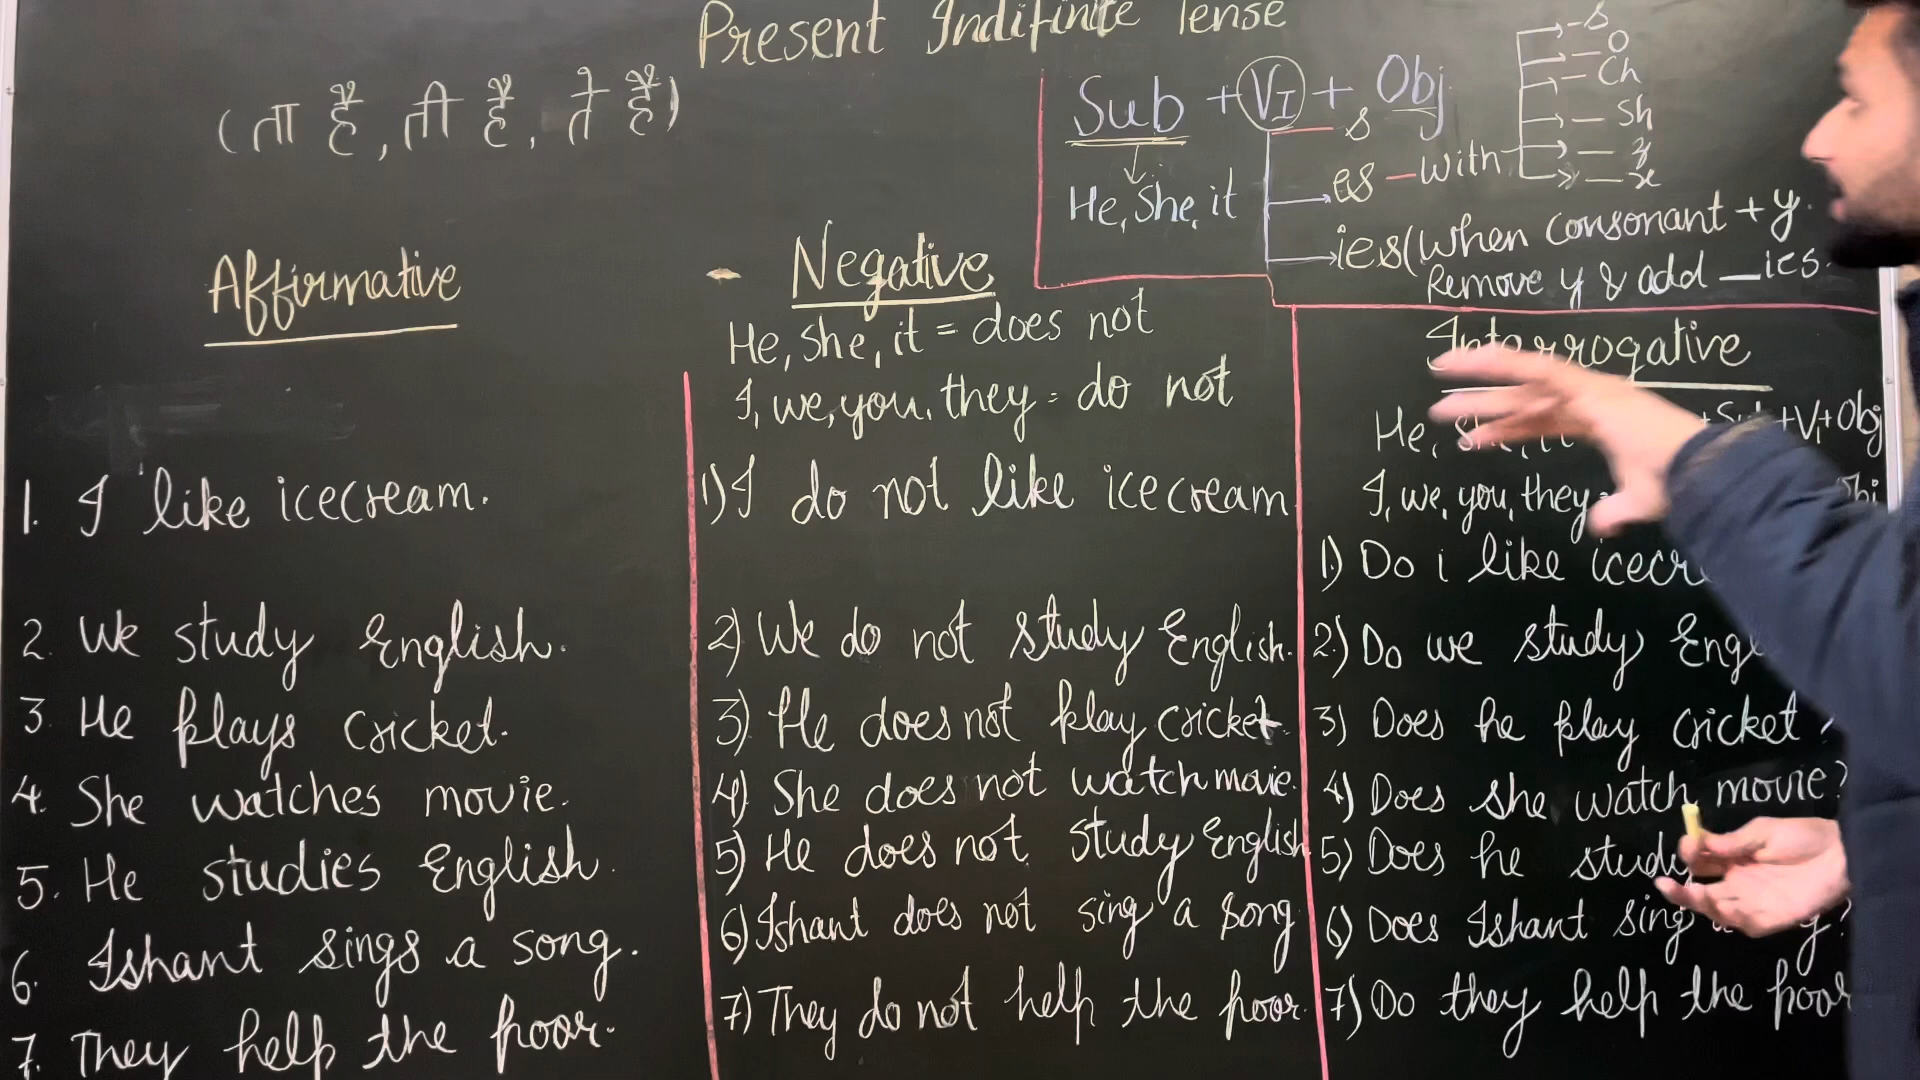 Present Indifinite Tense
(ता है, ती है, ते हैं)
Sub + VI + Obj
He, She, it
s
es - with
- s
- o
- Ch
- Sh
- z
- x
ies (When consonant + y.
Remove y & add _ies.
Affirmative
1. I like icecream.
2. We study English.
3. He plays cricket.
4. She watches movie.
5. He studies English.
6. Ishant sings a song.
7. They help the poor.
- Negative
He, She, it = does not
I, we, you, they = do not
1) I do not like icecream
2) We do not study English.
3) He does not play cricket.
4) She does not watch movie.
5) He does not study English
6) Ishant does not sing a song
7) They do not help the poor.
Interrogative
He, She, it + Sub + V1 + Obj
I, we, you, they =
1) Do i like
2) Do we study
3) Does he play cricket
4) Does she watch movie?
5) Does he study
6) Does Ishant sing
7) Do they help the poor